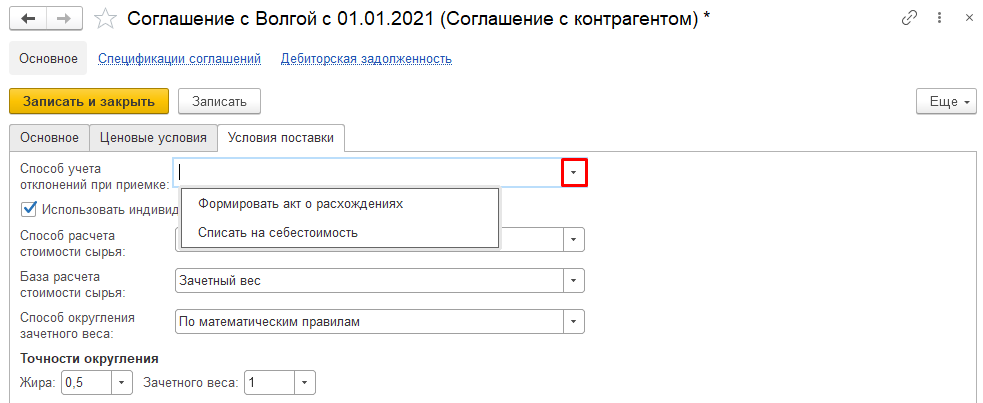 Соглашение с Волгой с 01.01.2021 (Соглашение с контрагентом) *
Основное Спецификации соглашений Дебиторская задолженность
Записать и закрыть Записать Еще
Основное Ценовые условия Условия поставки
Способ учета
отклонений при приемке:
Формировать акт о расхождениях
Использовать индивид
Списать на себестоимость
Способ расчета
стоимости сырья:
База расчета
стоимости сырья:
Зачетный вес
Способ округления
зачетного веса:
По математическим правилам
Точности округления
Жира: 0,5 Зачетного веса: 1